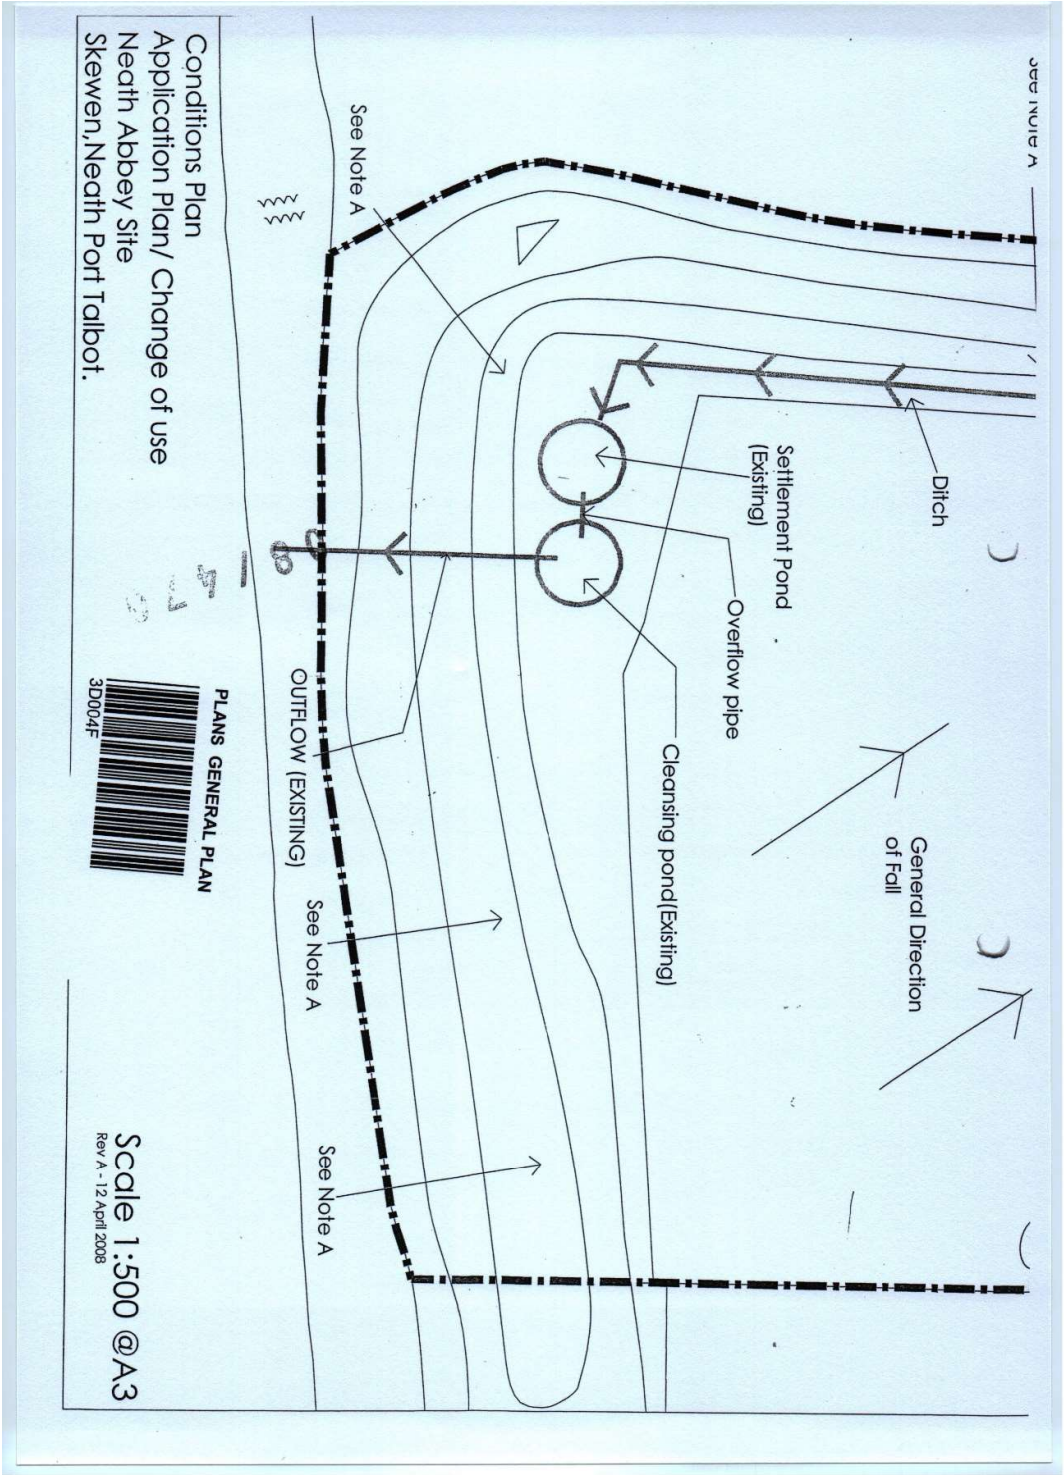 See Note A
Ditch
General Direction
of Fall
Settlement Pond
(Existing)
Overflow pipe
Cleansing pond(Existing)
See Note A
OUTFLOW (EXISTING)
See Note A
See Note A
PLANS GENERAL PLAN
3D004F
Conditions Plan
Application Plan/ Change of use
Neath Abbey Site
Skewen,Neath Port Talbot.
Scale 1:500 @A3
Rev A - 12 April 2008